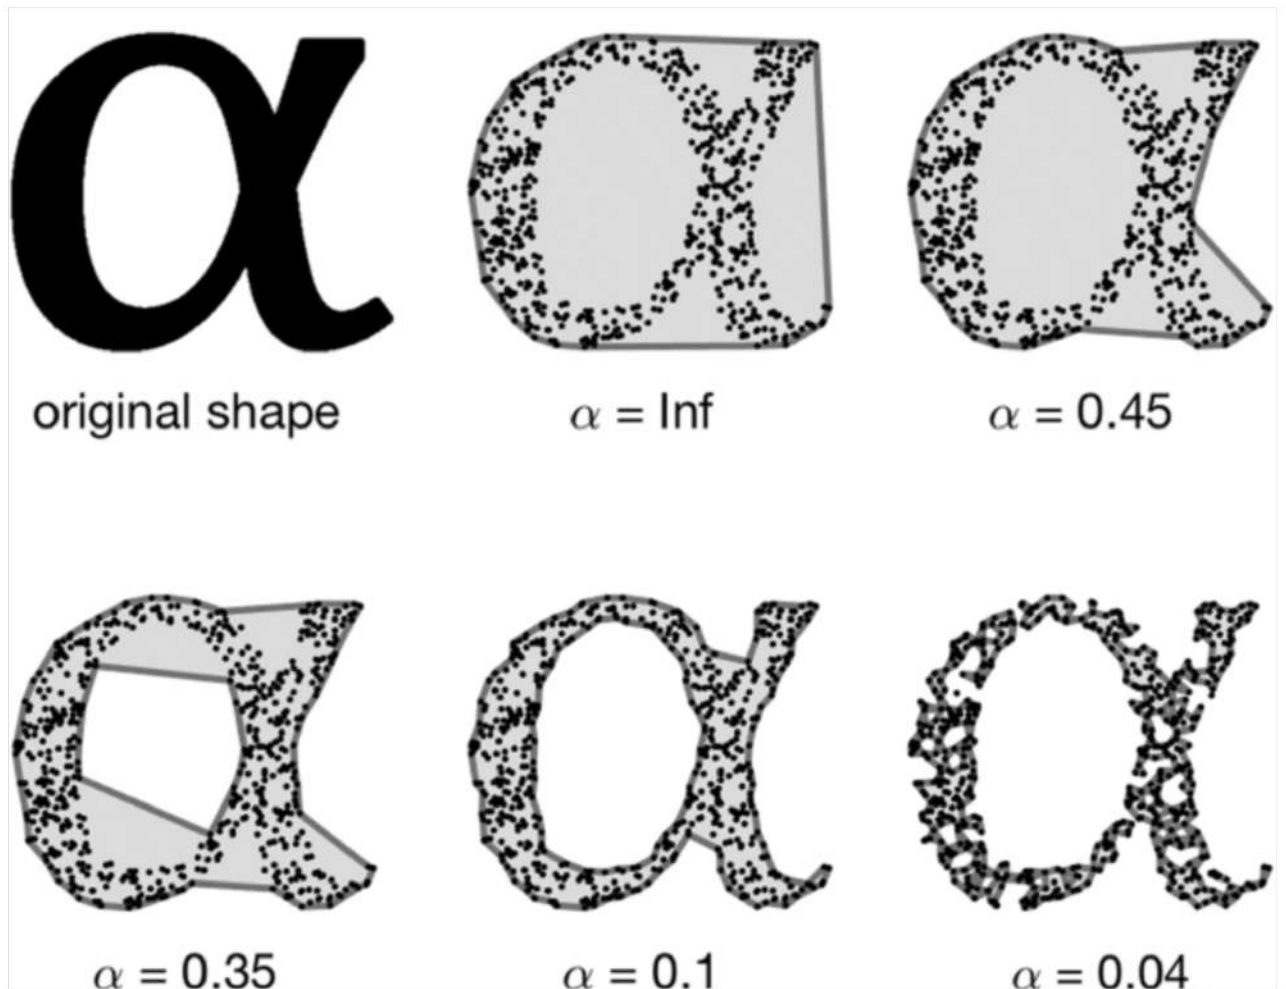 α
original shape
α = Inf
α = 0.45
α = 0.35
α = 0.1
α = 0.04